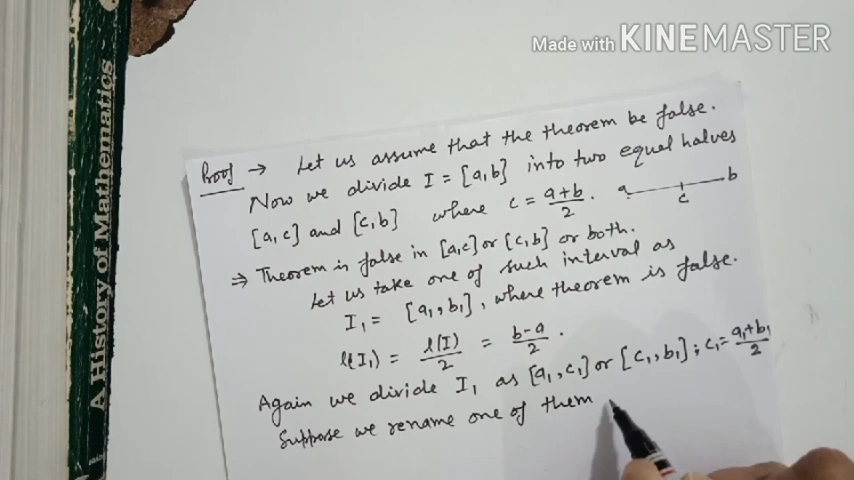 Made with KINEMASTER
A History of Mathematics
Proof → Let us assume that the theorem be false.
Now we divide I = [a,b] into two equal halves
[a,c] and [c,b] where c = a+b/2. a c b
⇒ Theorem is false in [a,c] or [c,b] or both.
Let us take one of such interval as
I₁ = [a₁, b₁], where theorem is false.
l(I₁) = l(I)/2 = b-a/2.
Again we divide I₁ as [a₁, c₁] or [c₁, b₁]; c₁ = a₁+b₁/2
Suppose we rename one of them